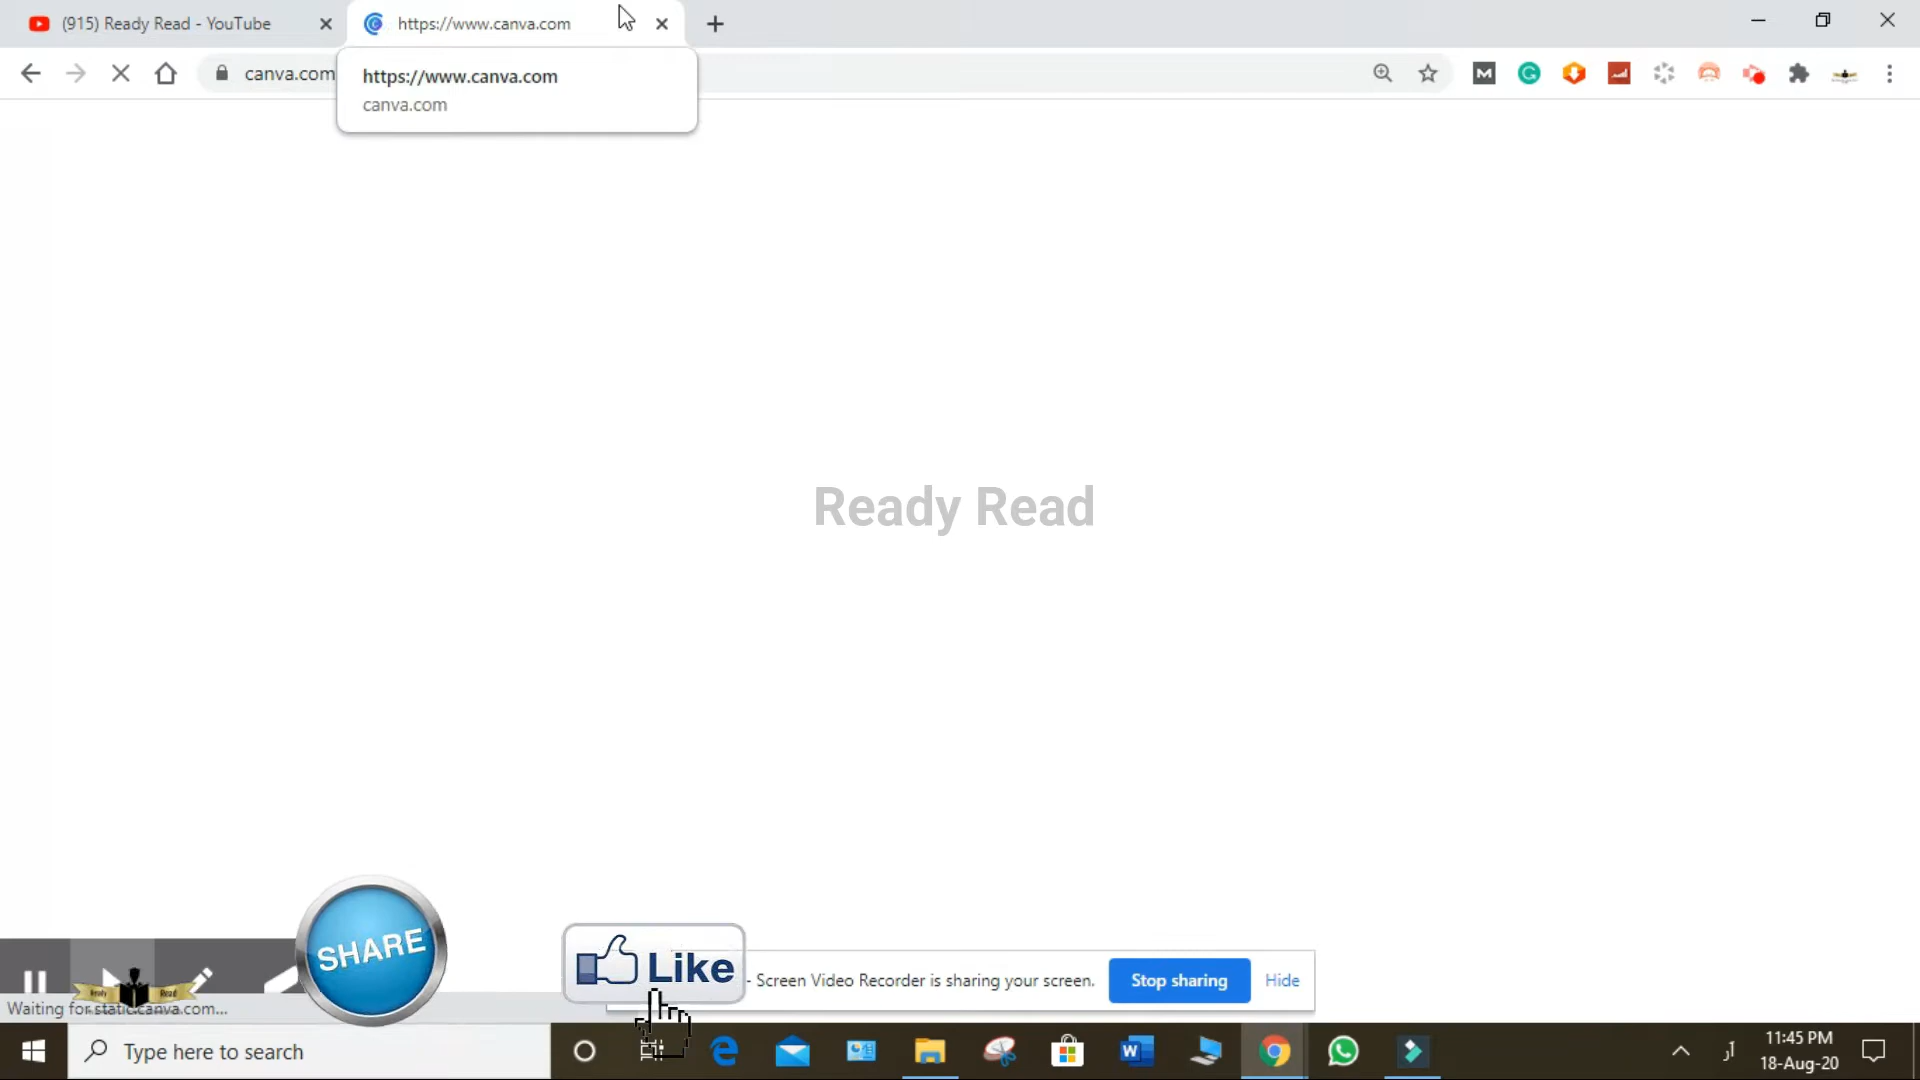 (915) Ready Read - YouTube
https://www.canva.com
canva.com
https://www.canva.com
canva.com
Ready Read
SHARE
Like
- Screen Video Recorder is sharing your screen.
Stop sharing
Hide
Ready Read
Waiting for static.canva.com...
Type here to search
11:45 PM
18-Aug-20